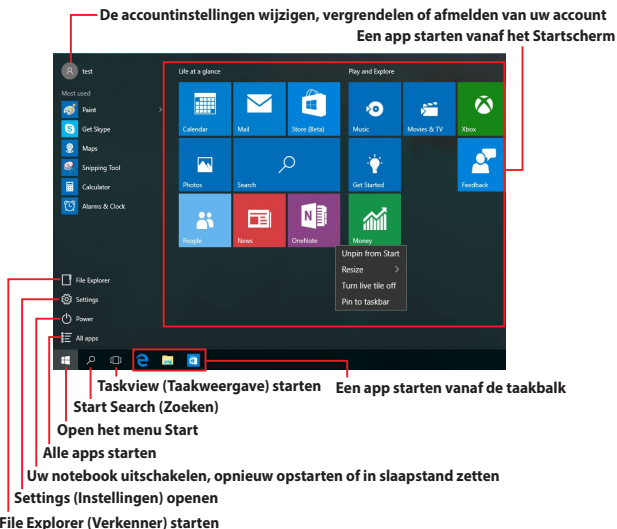 De accountinstellingen wijzigen, vergrendelen of afmelden van uw account
Een app starten vanaf het Startscherm
test
Most used
Paint
Get Skype
Maps
Snipping Tool
Calculator
Alarms & Clock
File Explorer
Settings
Power
All apps
Life at a glance
Calendar
Mail
Store (Beta)
Photos
Search
People
News
OneNote
Play and Explore
Music
Movies & TV
Xbox
Get Started
Feedback
Money
Unpin from Start
Resize
Turn live tile off
Pin to taskbar
Taskview (Taakweergave) starten
Een app starten vanaf de taakbalk
Start Search (Zoeken)
Open het menu Start
Alle apps starten
Uw notebook uitschakelen, opnieuw opstarten of in slaapstand zetten
Settings (Instellingen) openen
File Explorer (Verkenner) starten